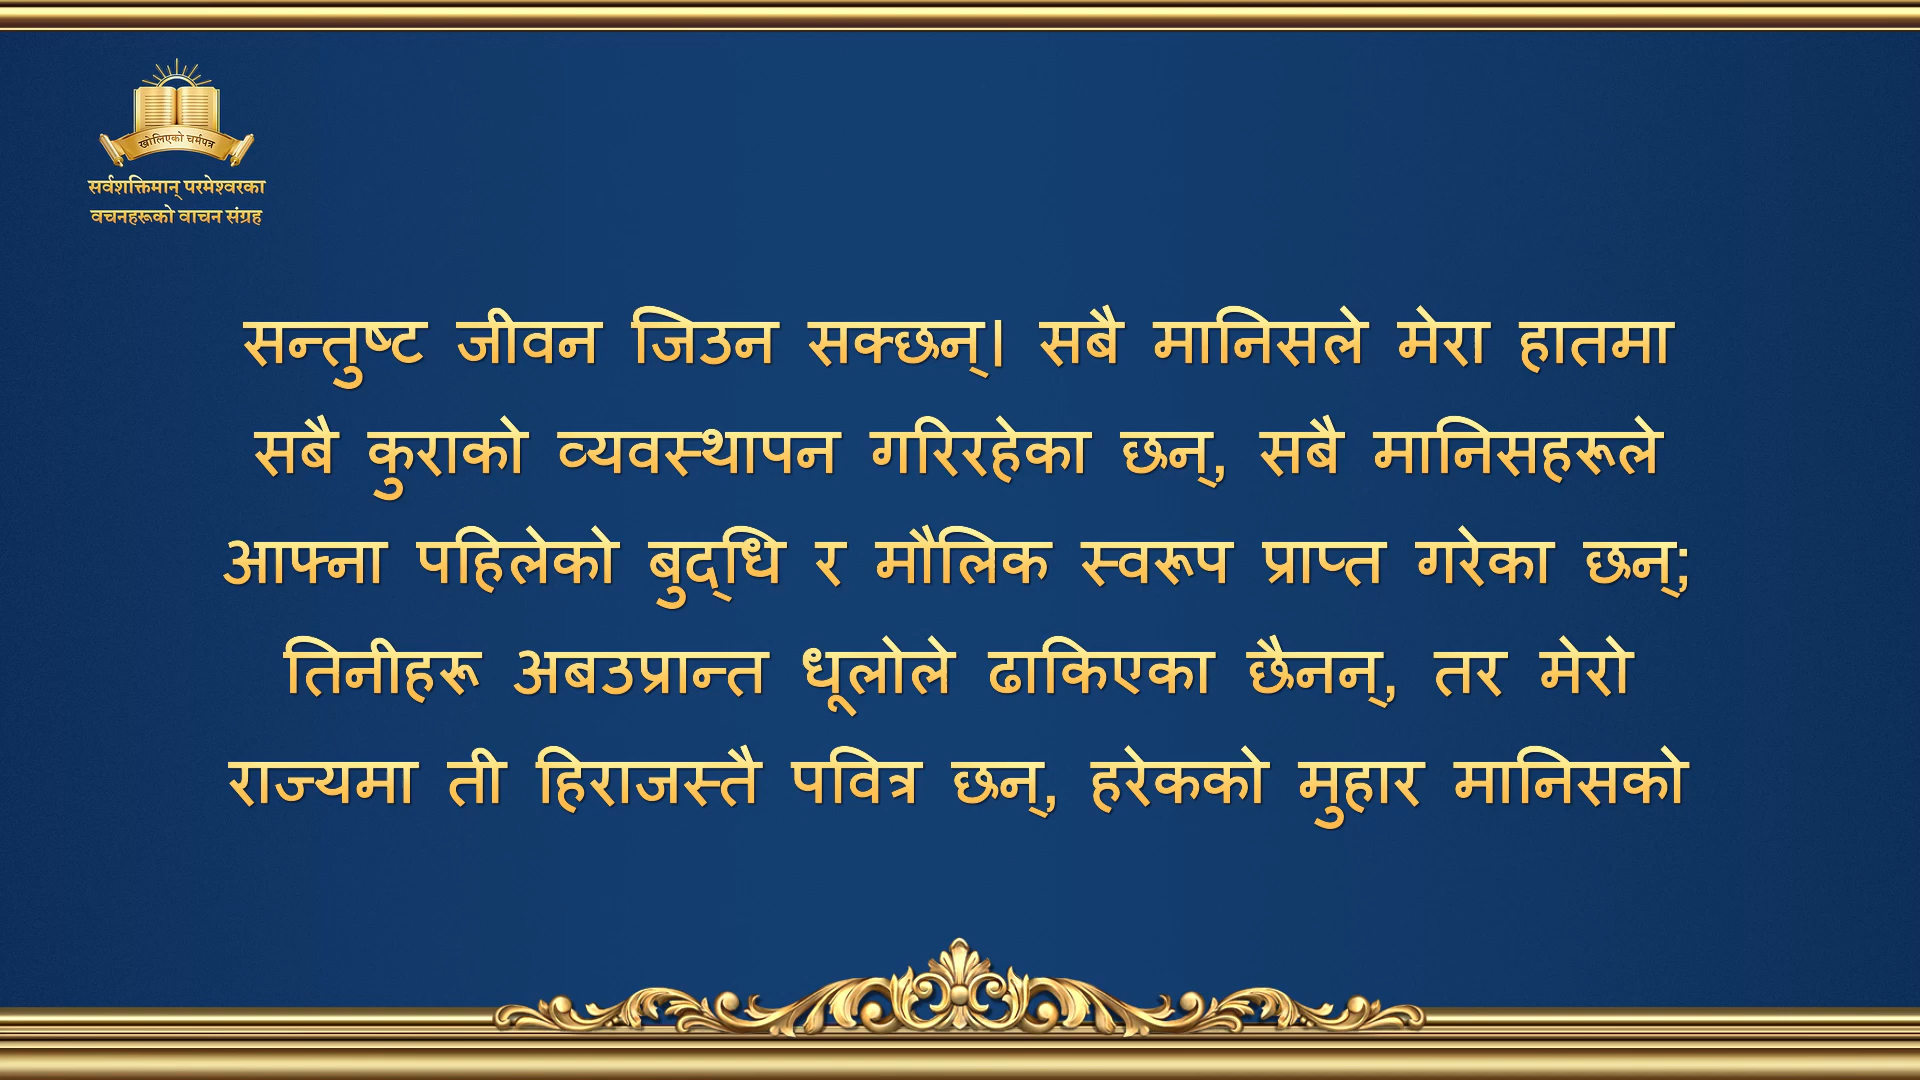 खोलिएको चर्मपत्र
सर्वशक्तिमान् परमेश्वरका
वचनहरूको वाचन संग्रह
सन्तुष्ट जीवन जिउन सक्छन्। सबै मानिसले मेरा हातमा
सबै कुराको व्यवस्थापन गरिरहेका छन्, सबै मानिसहरूले
आफ्ना पहिलेको बुद्‌धि र मौलिक स्वरूप प्राप्त गरेका छन्;
तिनीहरू अबउप्रान्त धूलोले ढाकिएका छैनन्, तर मेरो
राज्यमा ती हिराजस्तै पवित्र छन्, हरेकको मुहार मानिसको